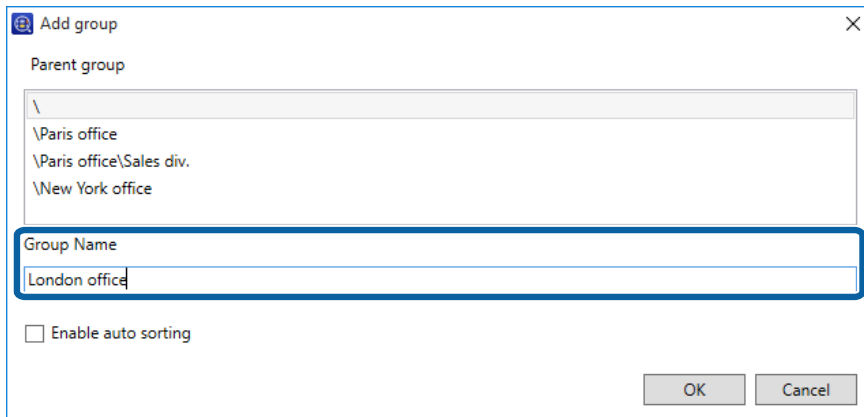 Add group
Parent group
\
\Paris office
\Paris office\Sales div.
\New York office
Group Name
London office
Enable auto sorting
OK Cancel